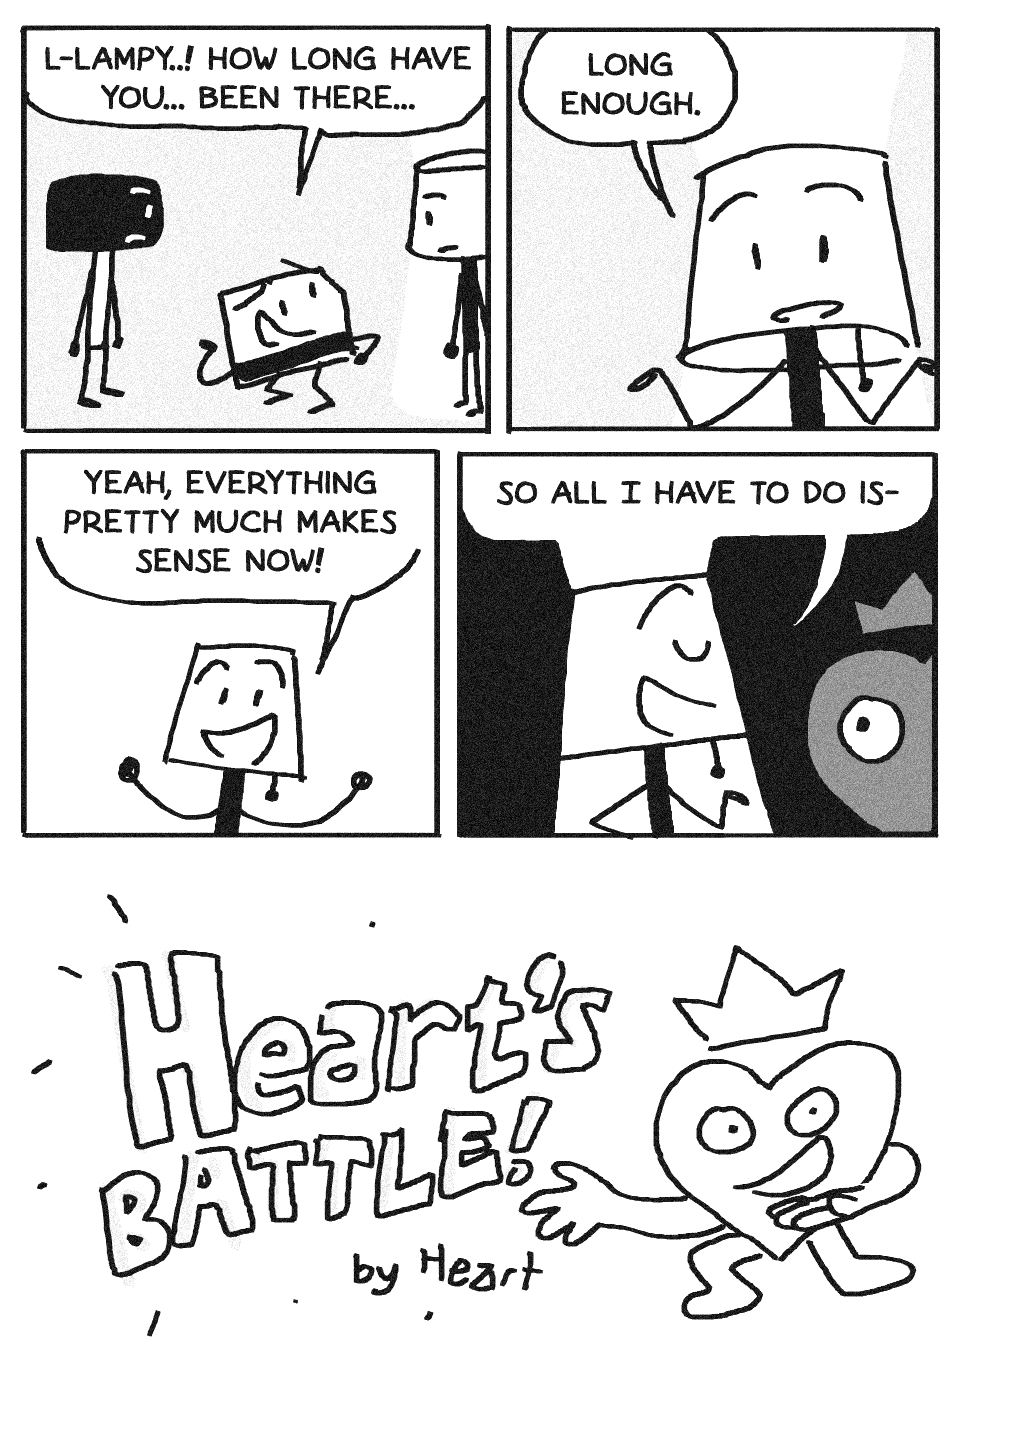 L-LAMPY..! HOW LONG HAVE
YOU... BEEN THERE...
LONG
ENOUGH.
YEAH, EVERYTHING
PRETTY MUCH MAKES
SENSE NOW!
SO ALL I HAVE TO DO IS-
Heart's
BATTLE!
by Heart